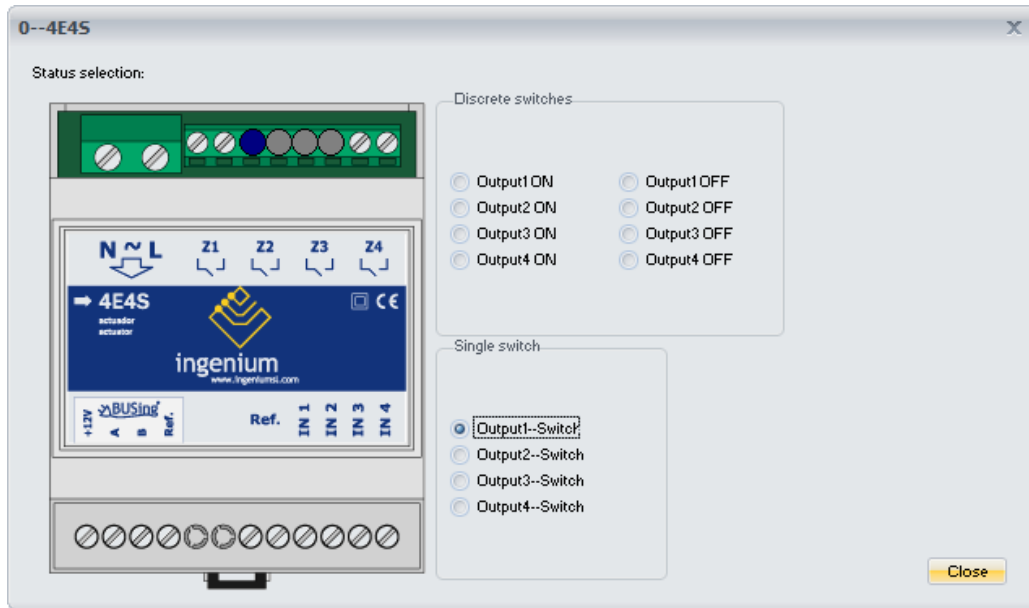 0--4E4S
X
Status selection:
N ~ L
Z1 Z2 Z3 Z4
4E4S
actuador
actuator
CE
ingenium
www.ingeniumsl.com
+12V A B Ref.
BUSing
Ref. IN 1 IN 2 IN 3 IN 4
Discrete switches
Output1 ON Output1 OFF
Output2 ON Output2 OFF
Output3 ON Output3 OFF
Output4 ON Output4 OFF
Single switch
Output1--Switch
Output2--Switch
Output3--Switch
Output4--Switch
Close